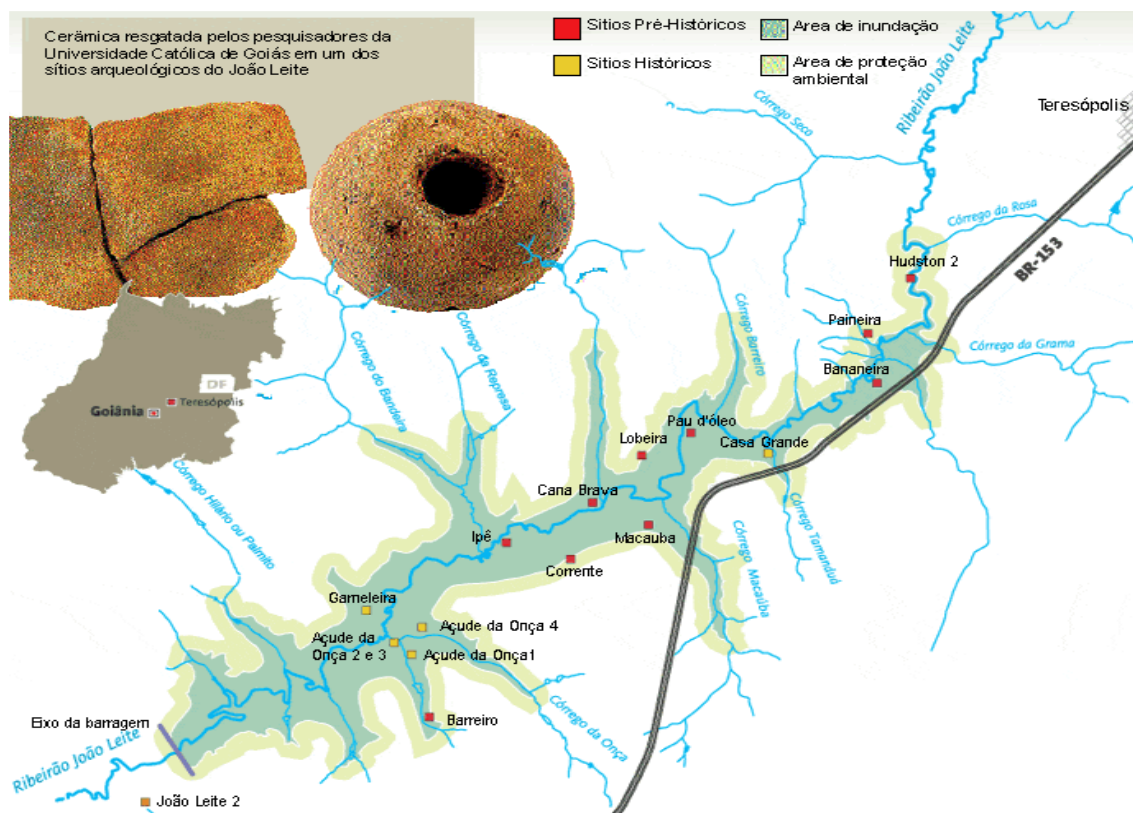 Cerâmica resgatada pelos pesquisadores da
Universidade Católica de Goiás em um dos
sítios arqueológicos do João Leite
Sitios Pré-Históricos
Area de inundação
Sitios Históricos
Area de proteção
ambiental
Ribeirão João Leite
Teresópolis
Córrego Seco
Córrego da Rosa
BR-153
Hudston 2
Paineira
Córrego da Grama
Bananeira
Córrego Barreiro
Córrego da Represa
Córrego do Bandeira
DF
Teresópolis
Goiânia
Pau d'óleo
Lobeira
Casa Grande
Córrego Hilário ou Palmito
Cana Brava
Córrego Tamanduá
Macauba
Ipê
Córrego Macaúba
Corrente
Gameleira
Açude da Onça 4
Açude da
Onça 2 e 3
Açude da Onça1
Córrego da Onça
Barreiro
Eixo da barragem
Ribeirão João Leite
João Leite 2